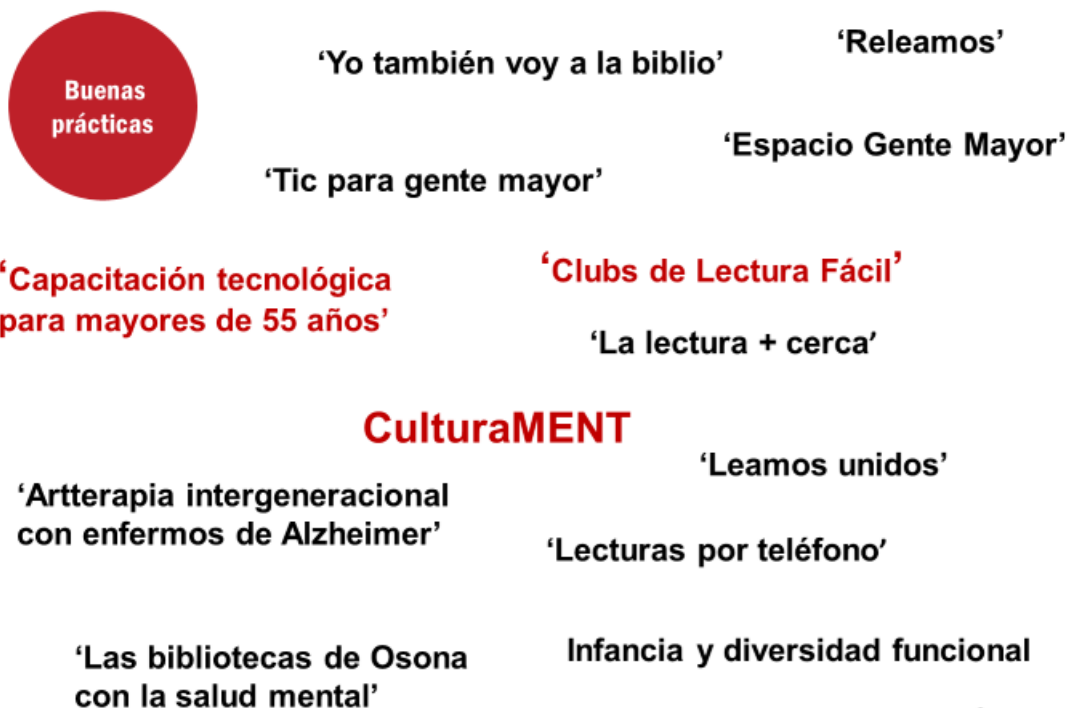 Buenas
prácticas
‘Yo también voy a la biblio’
‘Releamos’
‘Espacio Gente Mayor’
‘Tic para gente mayor’
‘Capacitación tecnológica
para mayores de 55 años’
‘Clubs de Lectura Fácil’
‘La lectura + cerca’
CulturaMENT
‘Leamos unidos’
‘Artterapia intergeneracional
con enfermos de Alzheimer’
‘Lecturas por teléfono’
‘Las bibliotecas de Osona
con la salud mental’
Infancia y diversidad funcional